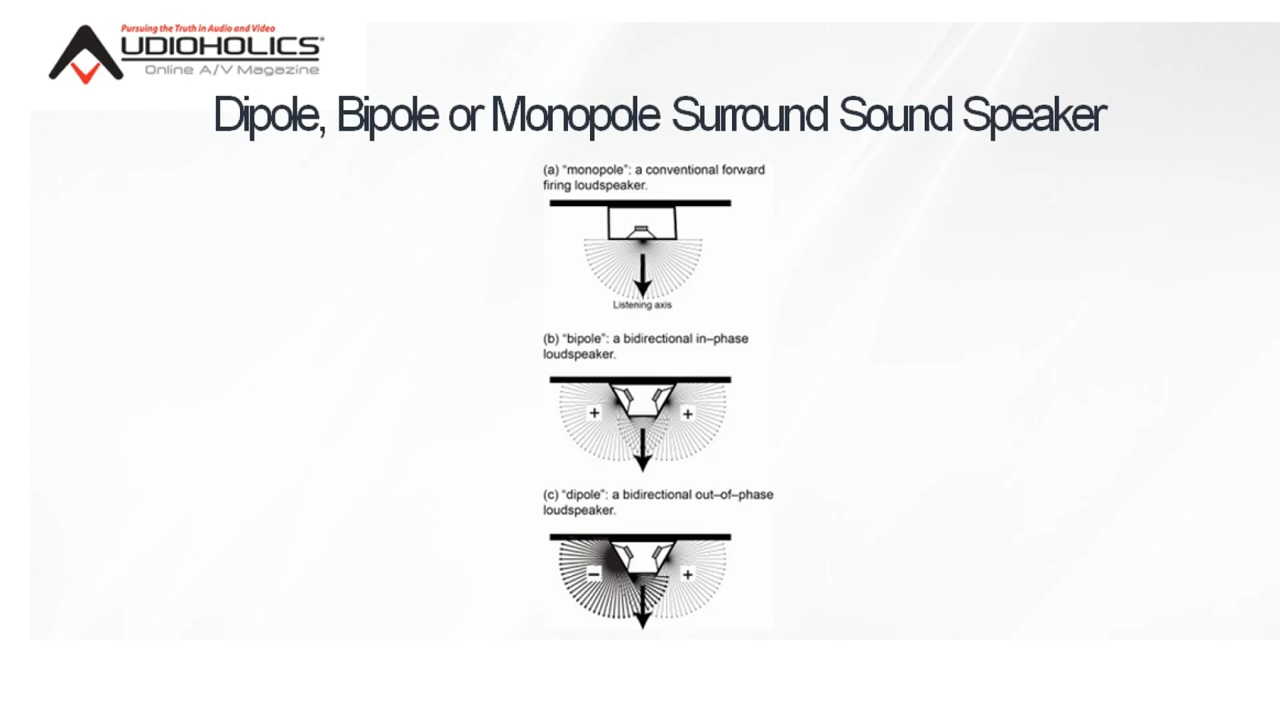 Pursuing the Truth in Audio and Video
AUDIOHOLICS®
Online A/V Magazine
Dipole, Bipole or Monopole Surround Sound Speaker
(a) “monopole”: a conventional forward
firing loudspeaker.
Listening axis
(b) “bipole”: a bidirectional in–phase
loudspeaker.
+ +
(c) “dipole”: a bidirectional out–of–phase
loudspeaker.
− +